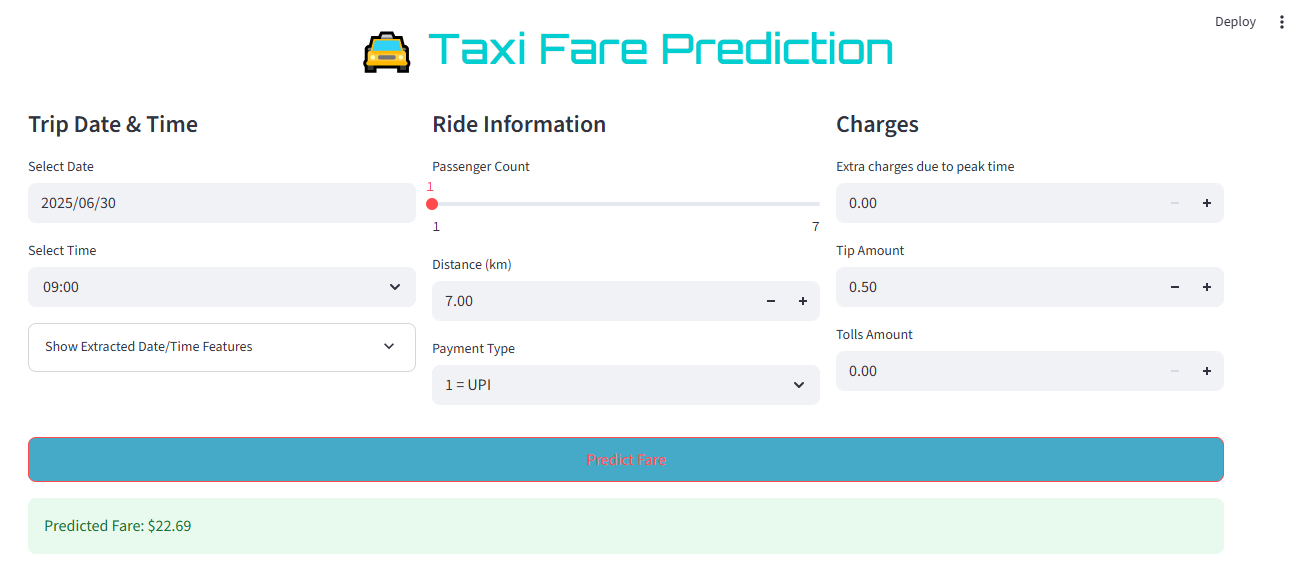 Deploy
Taxi Fare Prediction
Trip Date & Time
Select Date
2025/06/30
Select Time
09:00
Show Extracted Date/Time Features
Ride Information
Passenger Count
1
1 7
Distance (km)
7.00
Payment Type
1 = UPI
Charges
Extra charges due to peak time
0.00
Tip Amount
0.50
Tolls Amount
0.00
Predict Fare
Predicted Fare: $22.69